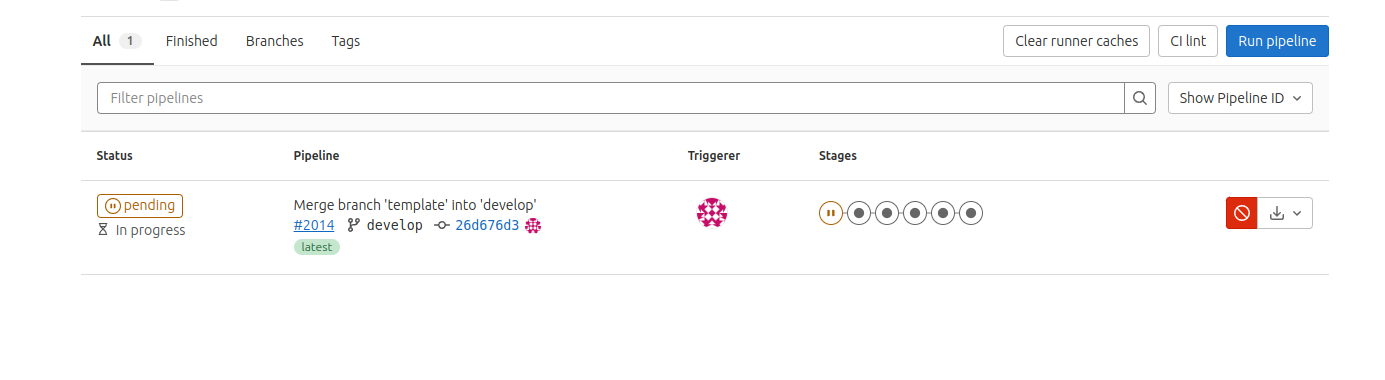 All 1 Finished Branches Tags Clear runner caches CI lint Run pipeline
Filter pipelines Show Pipeline ID
Status Pipeline Triggerer Stages
pending Merge branch 'template' into 'develop'
In progress #2014 develop 26d676d3
latest